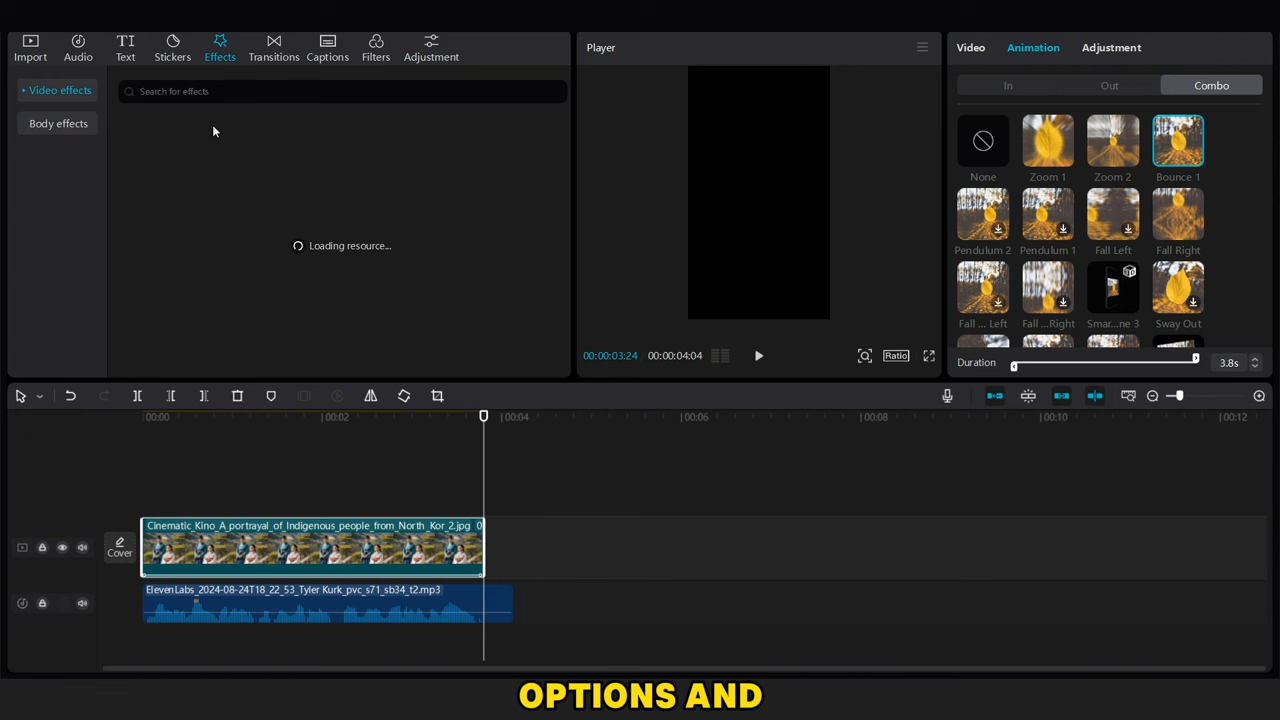 Import Audio Text Stickers Effects Transitions Captions Filters Adjustment
Video effects
Body effects
Search for effects
Loading resource...
Player
00:00:03:24 00:00:04:04
Ratio
Video Animation Adjustment
In Out Combo
None Zoom 1 Zoom 2 Bounce 1
Pendulum 2 Pendulum 1 Fall Left Fall Right
Fall ... Left Fall ...Right Smar...ne 3 Sway Out
Duration 3.8s
00:00 00:02 00:04 00:06 00:08 00:10 00:12
Cover
Cinematic_Kino_A_portrayal_of_Indigenous_people_from_North_Kor_2.jpg 0
ElevenLabs_2024-08-24T18_22_53_Tyler Kurk_pvc_s71_sb34_t2.mp3
OPTIONS AND